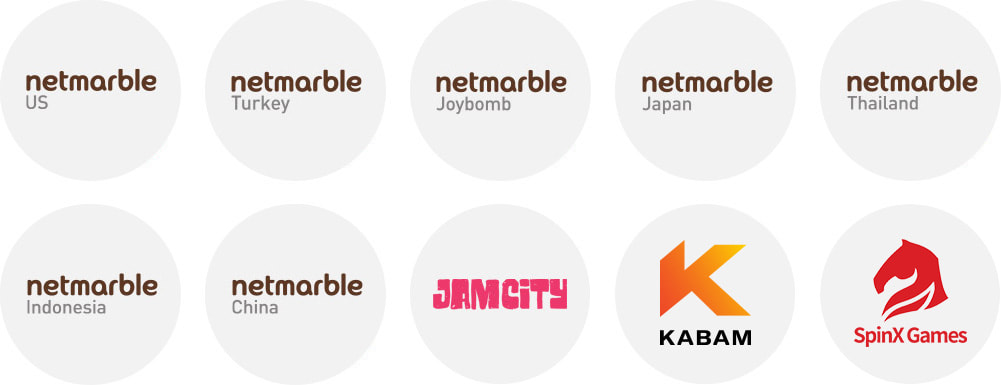 netmarble
US
netmarble
Turkey
netmarble
Joybomb
netmarble
Japan
netmarble
Thailand
netmarble
Indonesia
netmarble
China
JAMCITY
KABAM
SpinX Games